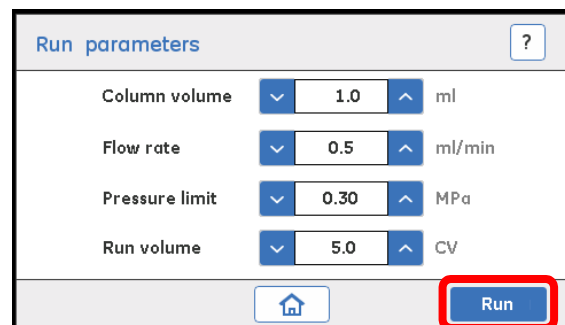 Run parameters ?
Column volume 1.0 ml
Flow rate 0.5 ml/min
Pressure limit 0.30 MPa
Run volume 5.0 CV
Run